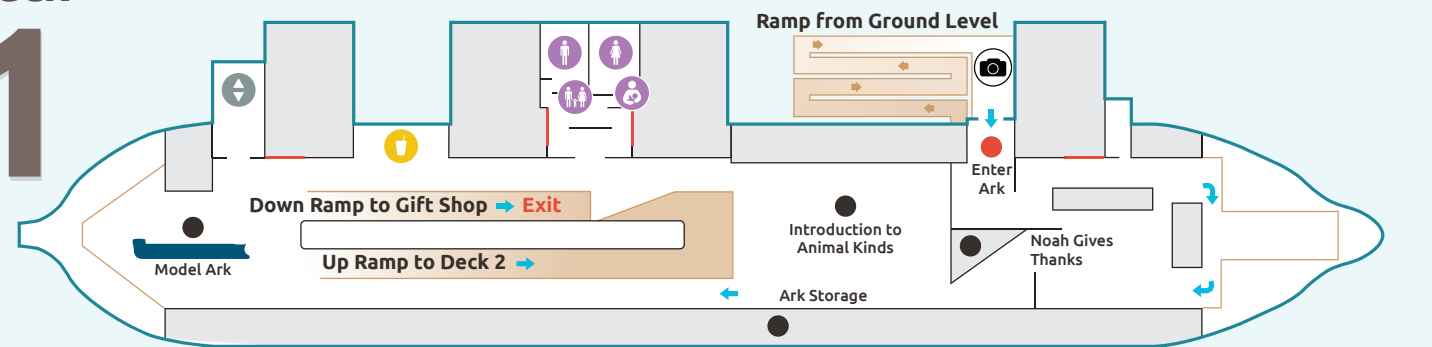 1
Ramp from Ground Level
Enter
Ark
Down Ramp to Gift Shop
Exit
Introduction to
Animal Kinds
Noah Gives
Thanks
Model Ark
Up Ramp to Deck 2
Ark Storage